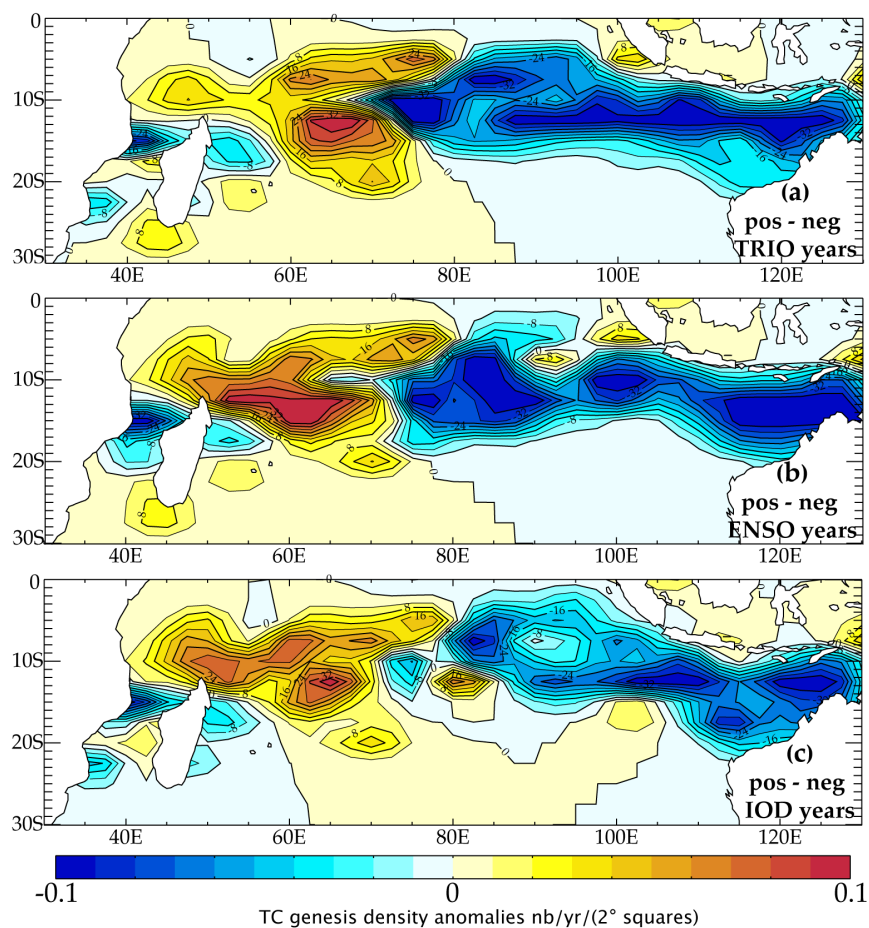 0
10S
20S
30S
40E 60E 80E 100E 120E
(a)
pos - neg
TRIO years
0
10S
20S
30S
40E 60E 80E 100E 120E
(b)
pos - neg
ENSO years
0
10S
20S
30S
40E 60E 80E 100E 120E
(c)
pos - neg
IOD years
-0.1 0 0.1
TC genesis density anomalies nb/yr/(2° squares)